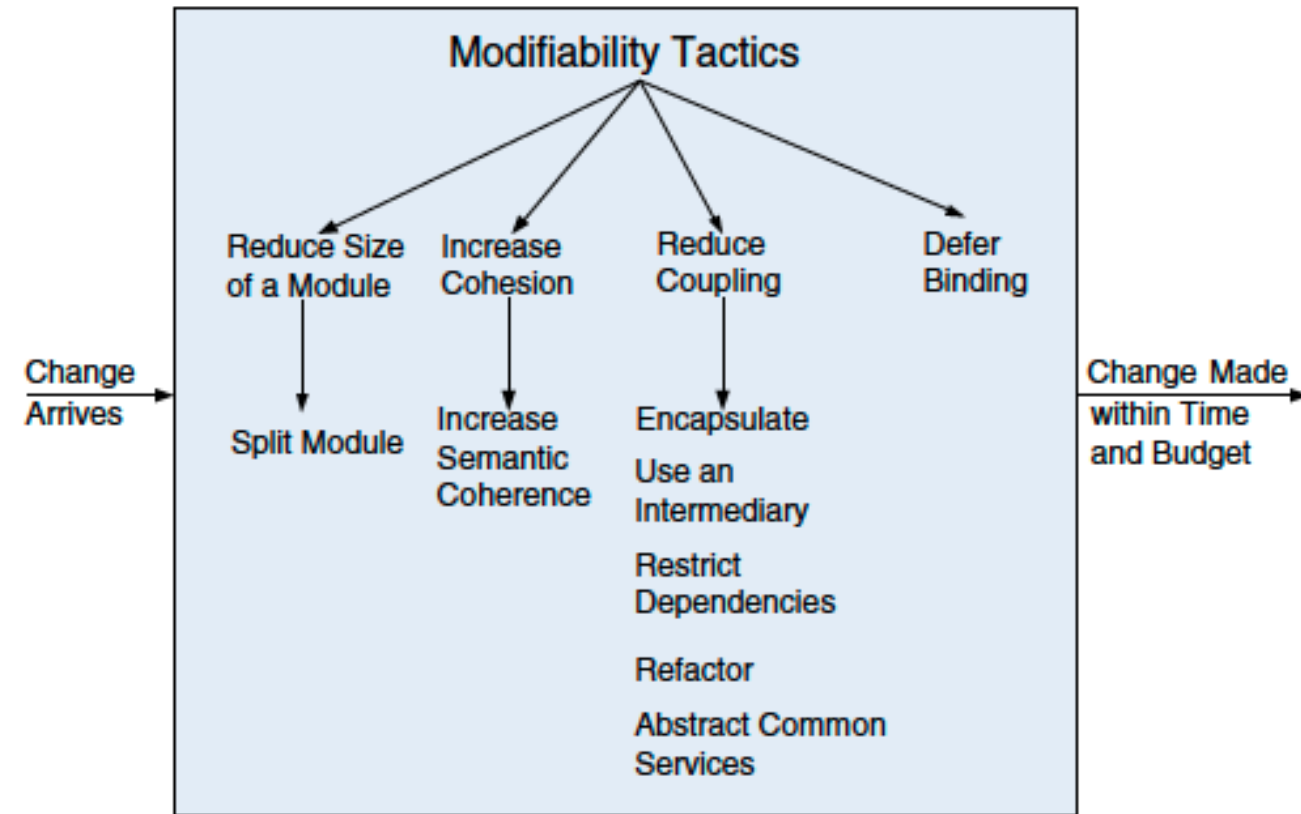 Modifiability Tactics
Reduce Size
of a Module
Increase
Cohesion
Reduce
Coupling
Defer
Binding
Change
Arrives
Split Module
Increase
Semantic
Coherence
Encapsulate
Use an
Intermediary
Restrict
Dependencies
Refactor
Abstract Common
Services
Change Made
within Time
and Budget